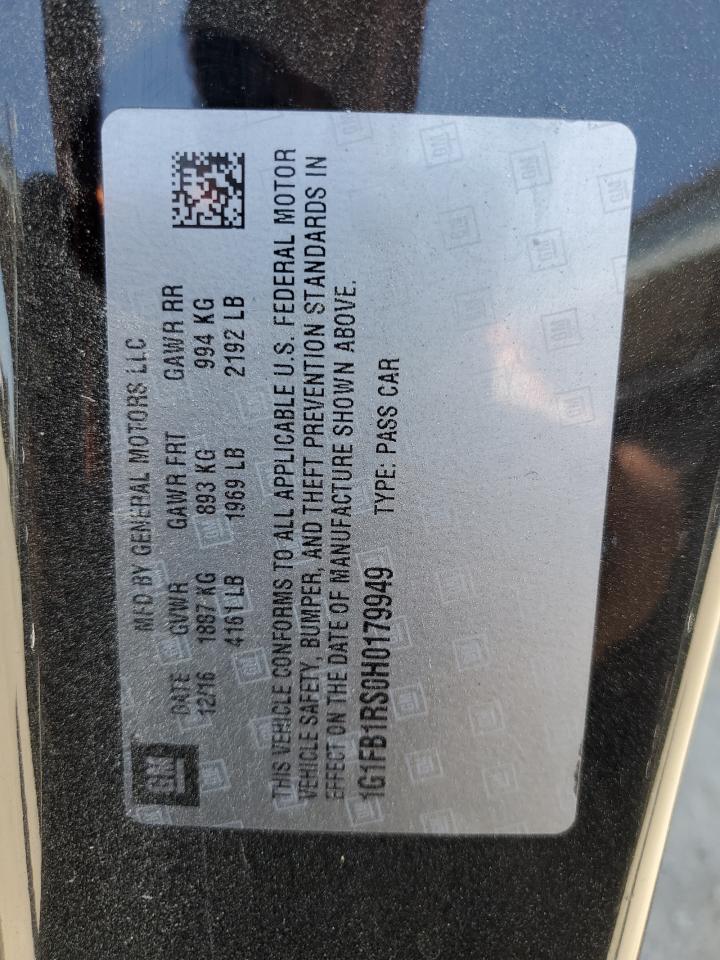 GM
MFD BY GENERAL MOTORS LLC
DATE GVWR GAWR FRT GAWR RR
12/16 1887 KG 893 KG 994 KG
4161 LB 1969 LB 2192 LB
THIS VEHICLE CONFORMS TO ALL APPLICABLE U.S. FEDERAL MOTOR
VEHICLE SAFETY, BUMPER, AND THEFT PREVENTION STANDARDS IN
EFFECT ON THE DATE OF MANUFACTURE SHOWN ABOVE.
1G1FB1RS0H0179949 TYPE: PASS CAR